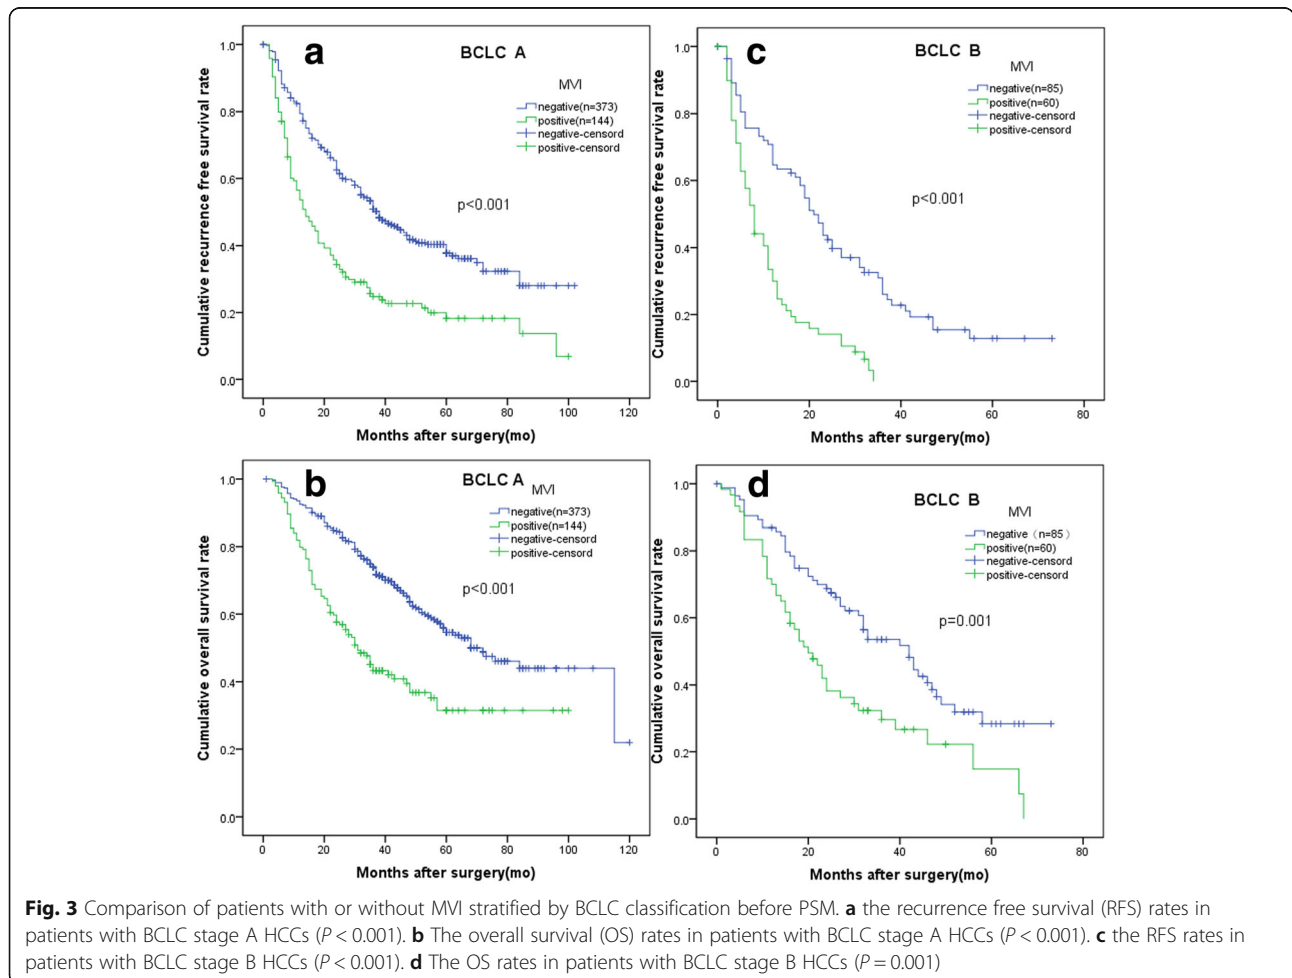 a
BCLC A
MVI
negative(n=373)
positive(n=144)
negative-censord
positive-censord
p<0.001
Cumulative recurrence free survival rate
1.0
0.8
0.6
0.4
0.2
0.0
0 20 40 60 80 100 120
Months after surgery(mo)
c
BCLC B
MVI
negative(n=85)
positive(n=60)
negative-censord
positive-censord
p<0.001
Cumulative recurrence free survival rate
1.0
0.8
0.6
0.4
0.2
0.0
0 20 40 60 80
Months after surgery(mo)
b
BCLC A
MVI
negative(n=373)
positive(n=144)
negative-censord
positive-censord
p<0.001
Cumulative overall survival rate
1.0
0.8
0.6
0.4
0.2
0.0
0 20 40 60 80 100 120
Months after surgery(mo)
d
BCLC B
MVI
negative（n=85）
positive(n=60)
negative-censord
positive-censord
p=0.001
Cumulative overall survival rate
1.0
0.8
0.6
0.4
0.2
0.0
0 20 40 60 80
Months after surgery(mo)
Fig. 3 Comparison of patients with or without MVI stratified by BCLC classification before PSM. a the recurrence free survival (RFS) rates in
patients with BCLC stage A HCCs (P < 0.001). b The overall survival (OS) rates in patients with BCLC stage A HCCs (P < 0.001). c the RFS rates in
patients with BCLC stage B HCCs (P < 0.001). d The OS rates in patients with BCLC stage B HCCs (P = 0.001)